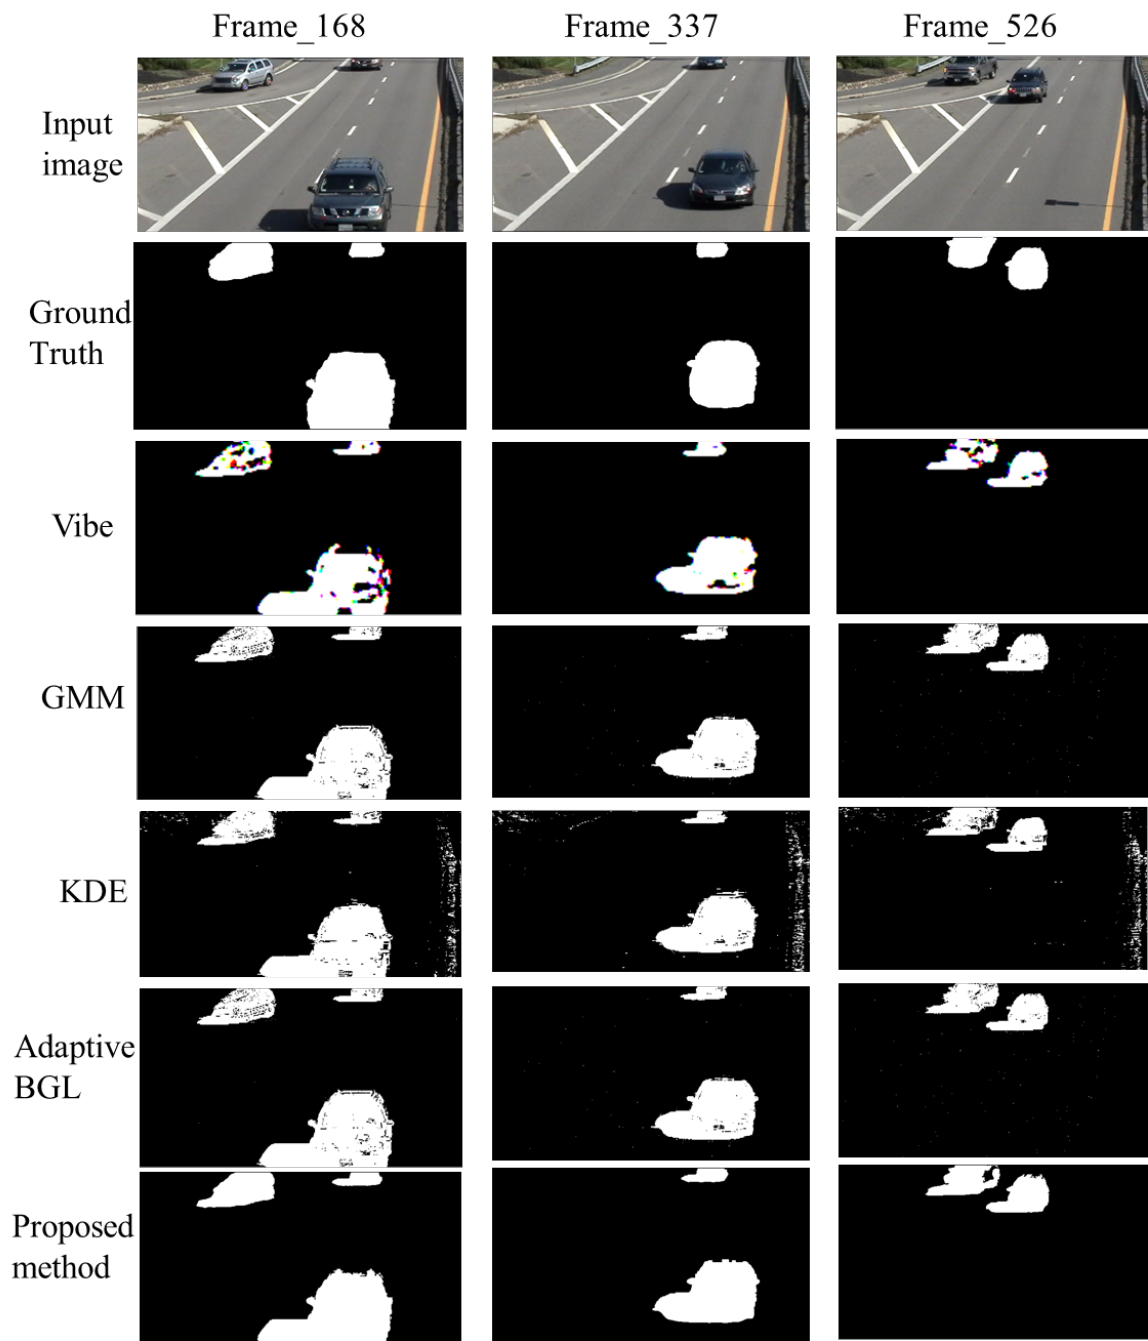 Frame_168
Frame_337
Frame_526
Input
image
Ground
Truth
Vibe
GMM
KDE
Adaptive
BGL
Proposed
method